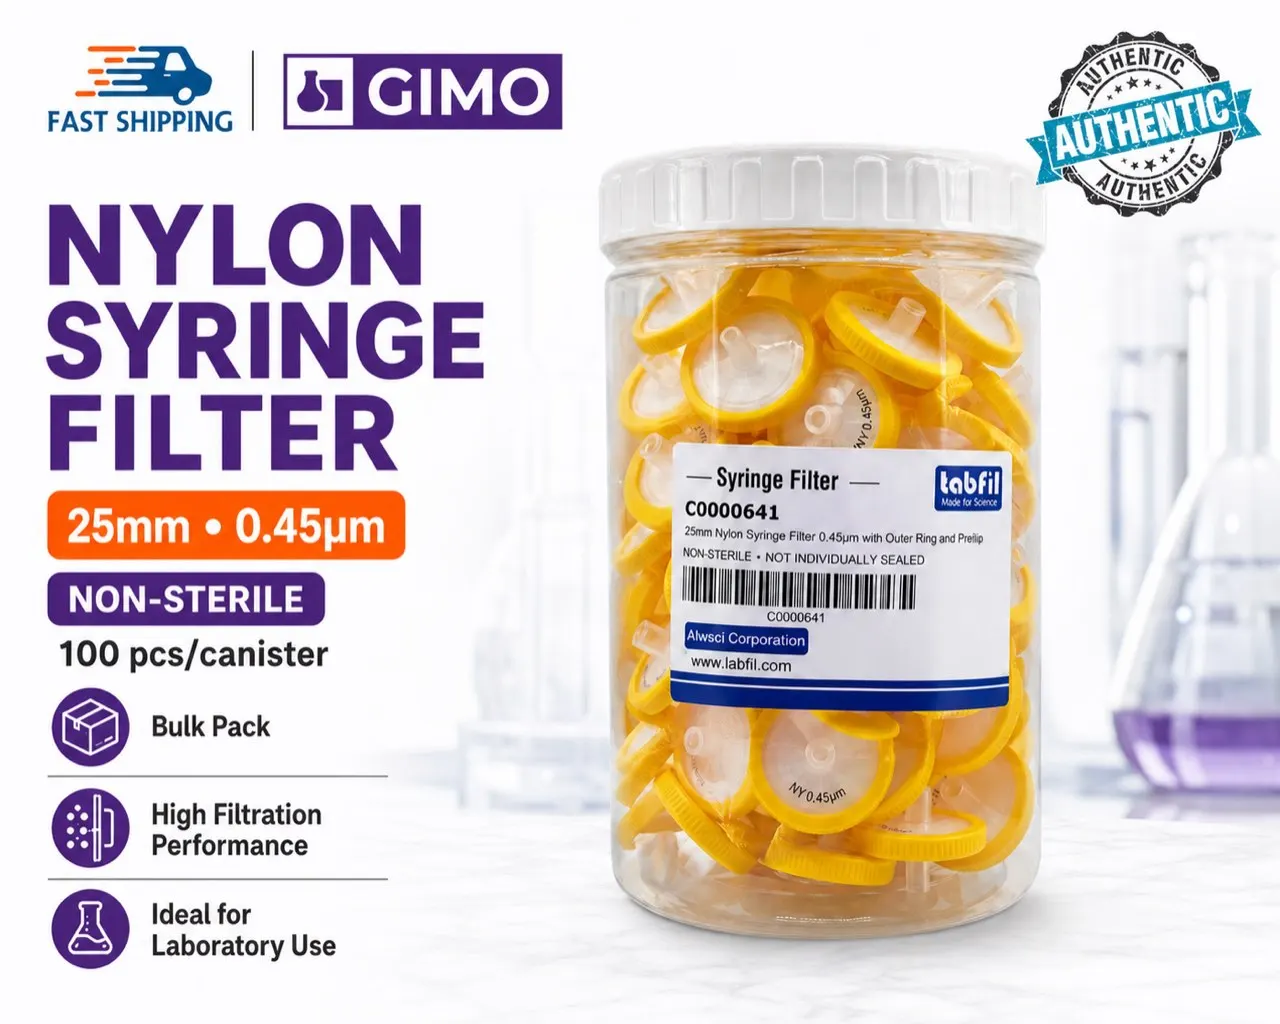 FAST SHIPPING
GIMO
AUTHENTIC
AUTHENTIC
AUTHENTIC
NYLON
SYRINGE
FILTER
25mm • 0.45µm
NON-STERILE
100 pcs/canister
Bulk Pack
High Filtration
Performance
Ideal for
Laboratory Use
NY 0.45µm
Syringe Filter
labfil
Made for Science
C0000641
25mm Nylon Syringe Filter 0.45µm with Outer Ring and Prefilip
NON-STERILE • NOT INDIVIDUALLY SEALED
C0000641
Alwsci Corporation
www.labfil.com
NY 0.45µm